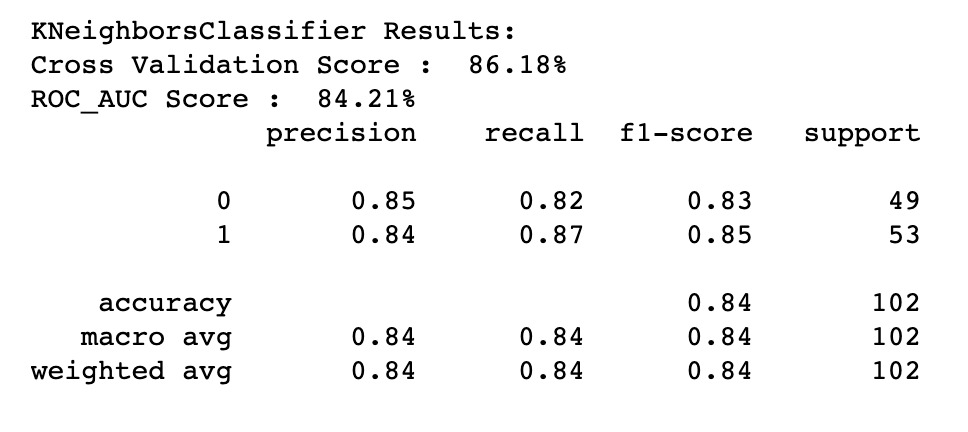 KNeighborsClassifier Results:
Cross Validation Score :  86.18%
ROC_AUC Score :  84.21%
              precision    recall  f1-score   support

           0       0.85      0.82      0.83        49
           1       0.84      0.87      0.85        53

    accuracy                           0.84       102
   macro avg       0.84      0.84      0.84       102
weighted avg       0.84      0.84      0.84       102